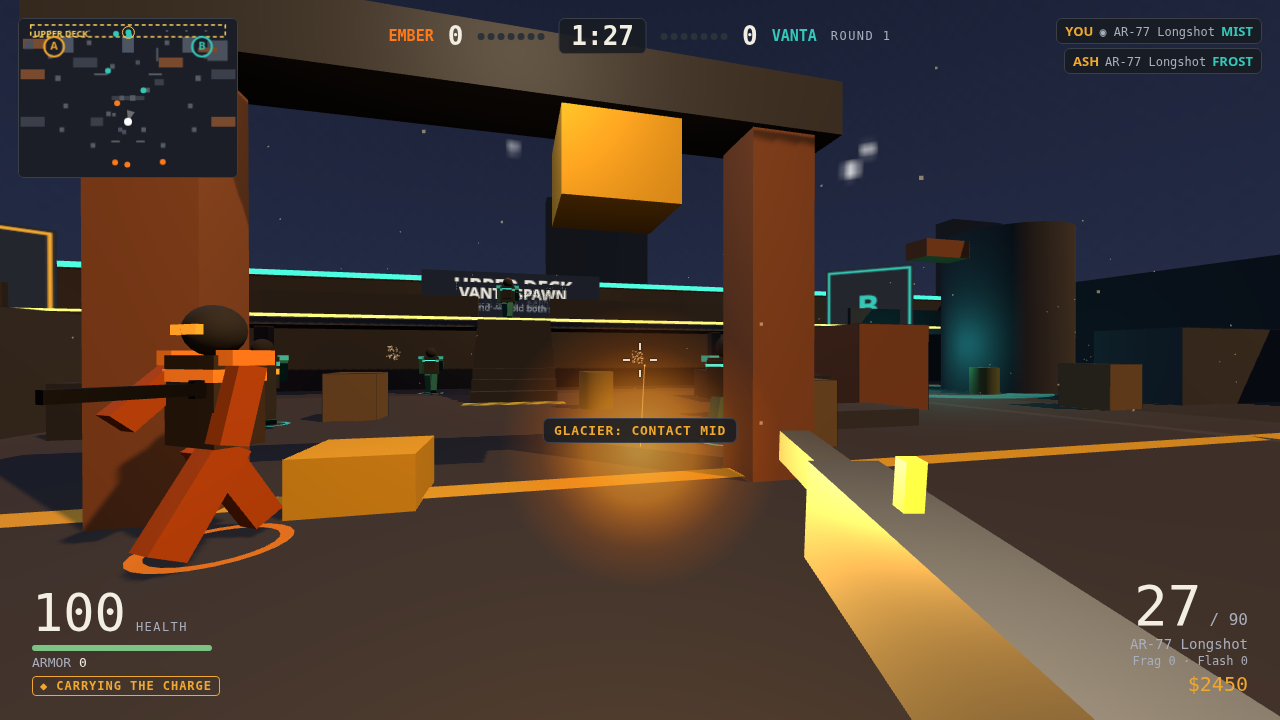 UPPER DECK
A
B
EMBER 0 1:27 0 VANTA ROUND 1
YOU ◉ AR-77 Longshot MIST
ASH AR-77 Longshot FROST
UPPER DECK
VANTA SPAWN
B
GLACIER: CONTACT MID
100 HEALTH
ARMOR 0
◆ CARRYING THE CHARGE
27 / 90
AR-77 Longshot
Frag 0 · Flash 0
$2450